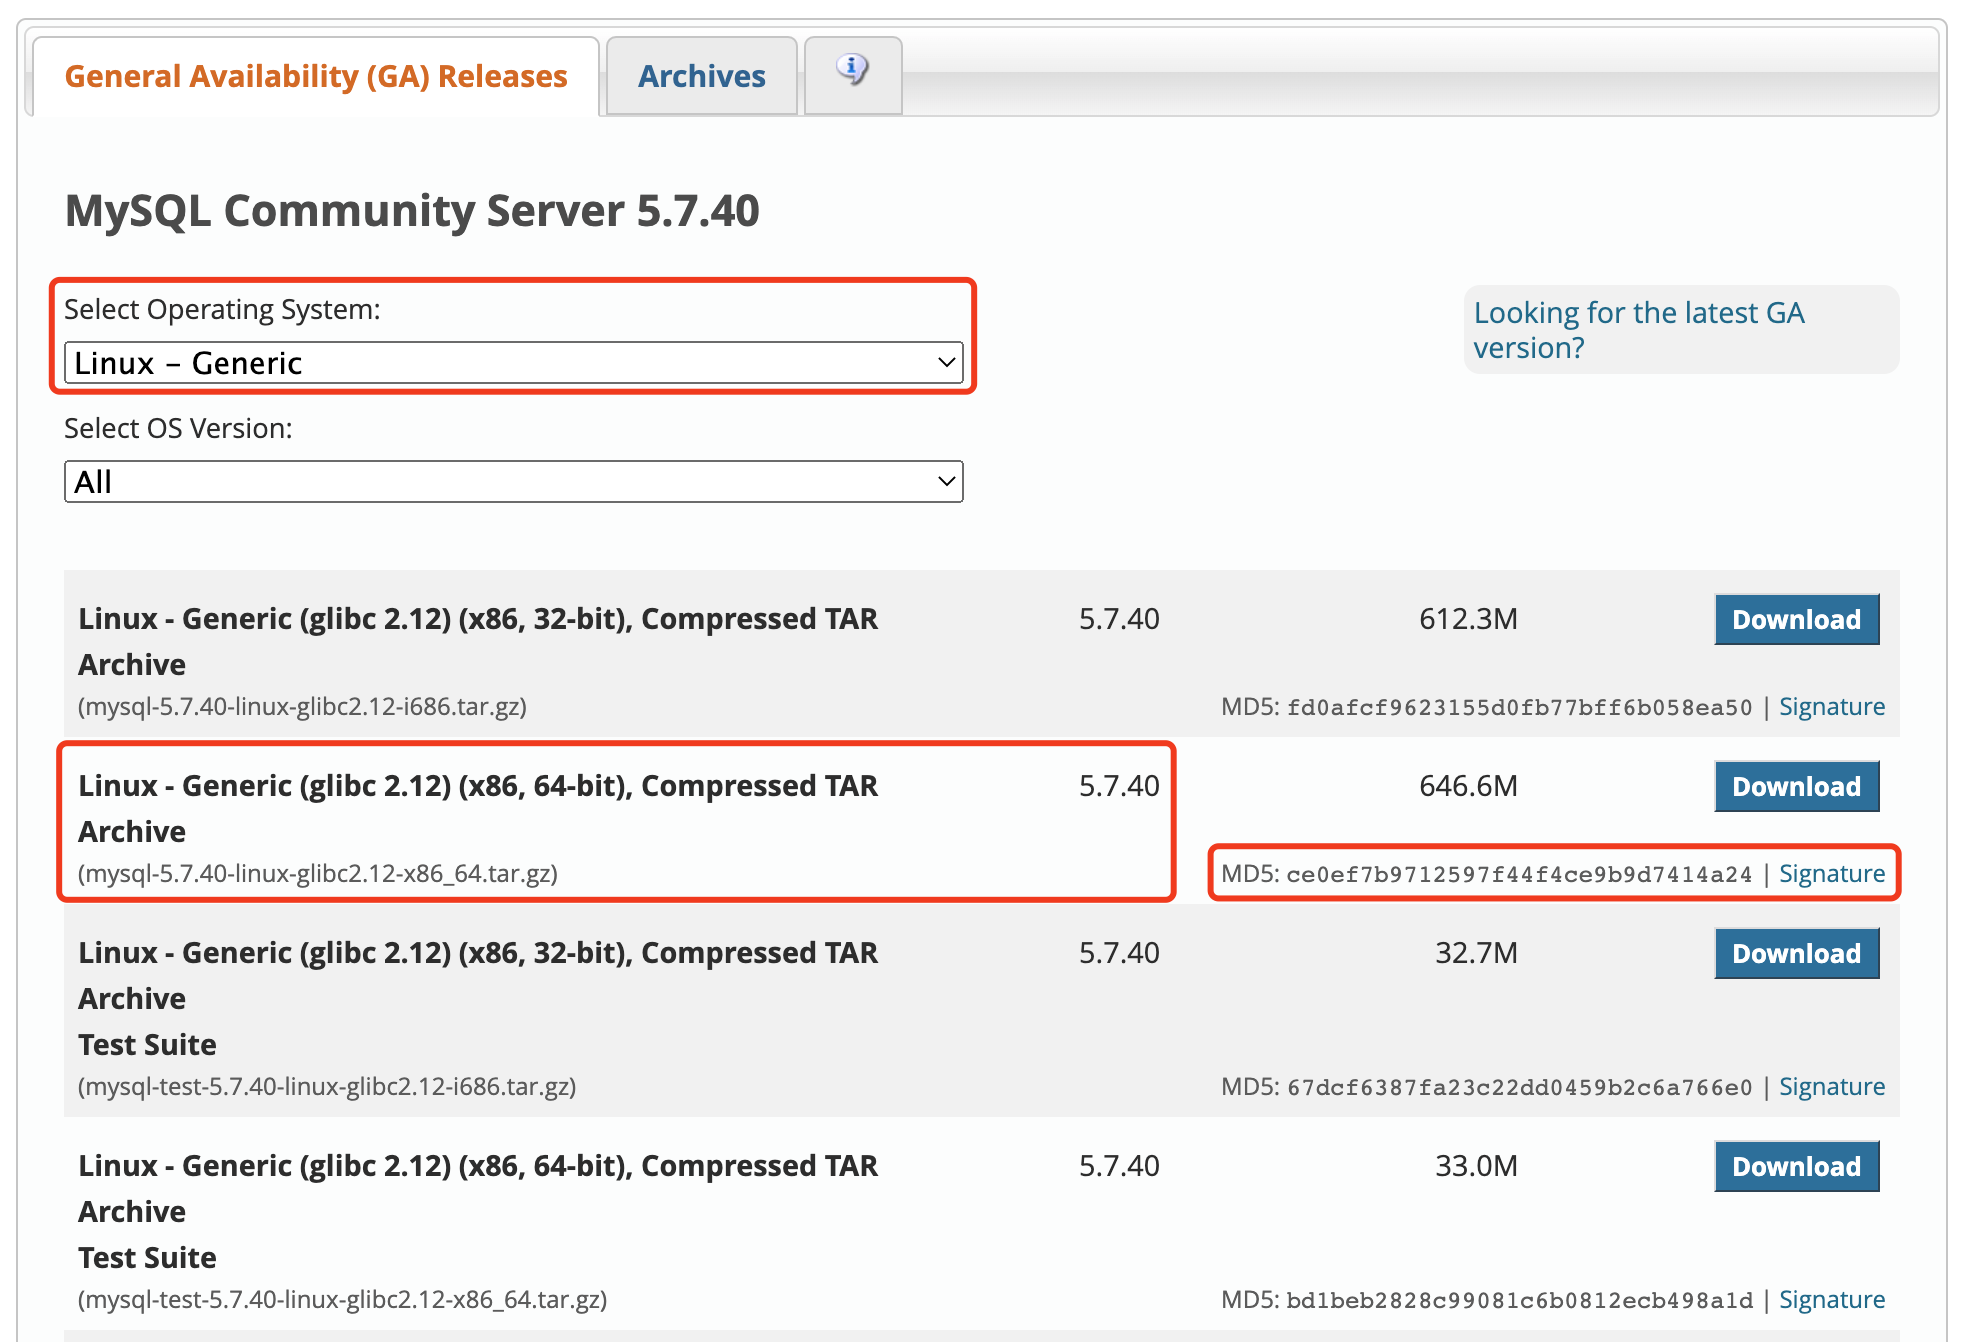 General Availability (GA) Releases
Archives
MySQL Community Server 5.7.40
Select Operating System:
Linux – Generic
Looking for the latest GA
version?
Select OS Version:
All
Linux - Generic (glibc 2.12) (x86, 32-bit), Compressed TAR 5.7.40 612.3M Download
Archive
(mysql-5.7.40-linux-glibc2.12-i686.tar.gz) MD5: fd0afcf9623155d0fb77bff6b058ea50 | Signature
Linux - Generic (glibc 2.12) (x86, 64-bit), Compressed TAR 5.7.40 646.6M Download
Archive
(mysql-5.7.40-linux-glibc2.12-x86_64.tar.gz) MD5: ce0ef7b9712597f44f4ce9b9d7414a24 | Signature
Linux - Generic (glibc 2.12) (x86, 32-bit), Compressed TAR 5.7.40 32.7M Download
Archive
Test Suite
(mysql-test-5.7.40-linux-glibc2.12-i686.tar.gz) MD5: 67dcf6387fa23c22dd0459b2c6a766e0 | Signature
Linux - Generic (glibc 2.12) (x86, 64-bit), Compressed TAR 5.7.40 33.0M Download
Archive
Test Suite
(mysql-test-5.7.40-linux-glibc2.12-x86_64.tar.gz) MD5: bd1beb2828c99081c6b0812ecb498a1d | Signature